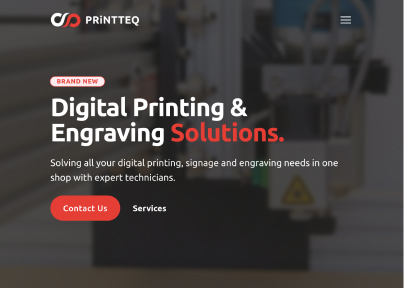 PRiNTTEQ
BRAND NEW
Digital Printing &
Engraving Solutions.
Solving all your digital printing, signage and engraving needs in one
shop with expert technicians.
Contact Us
Services